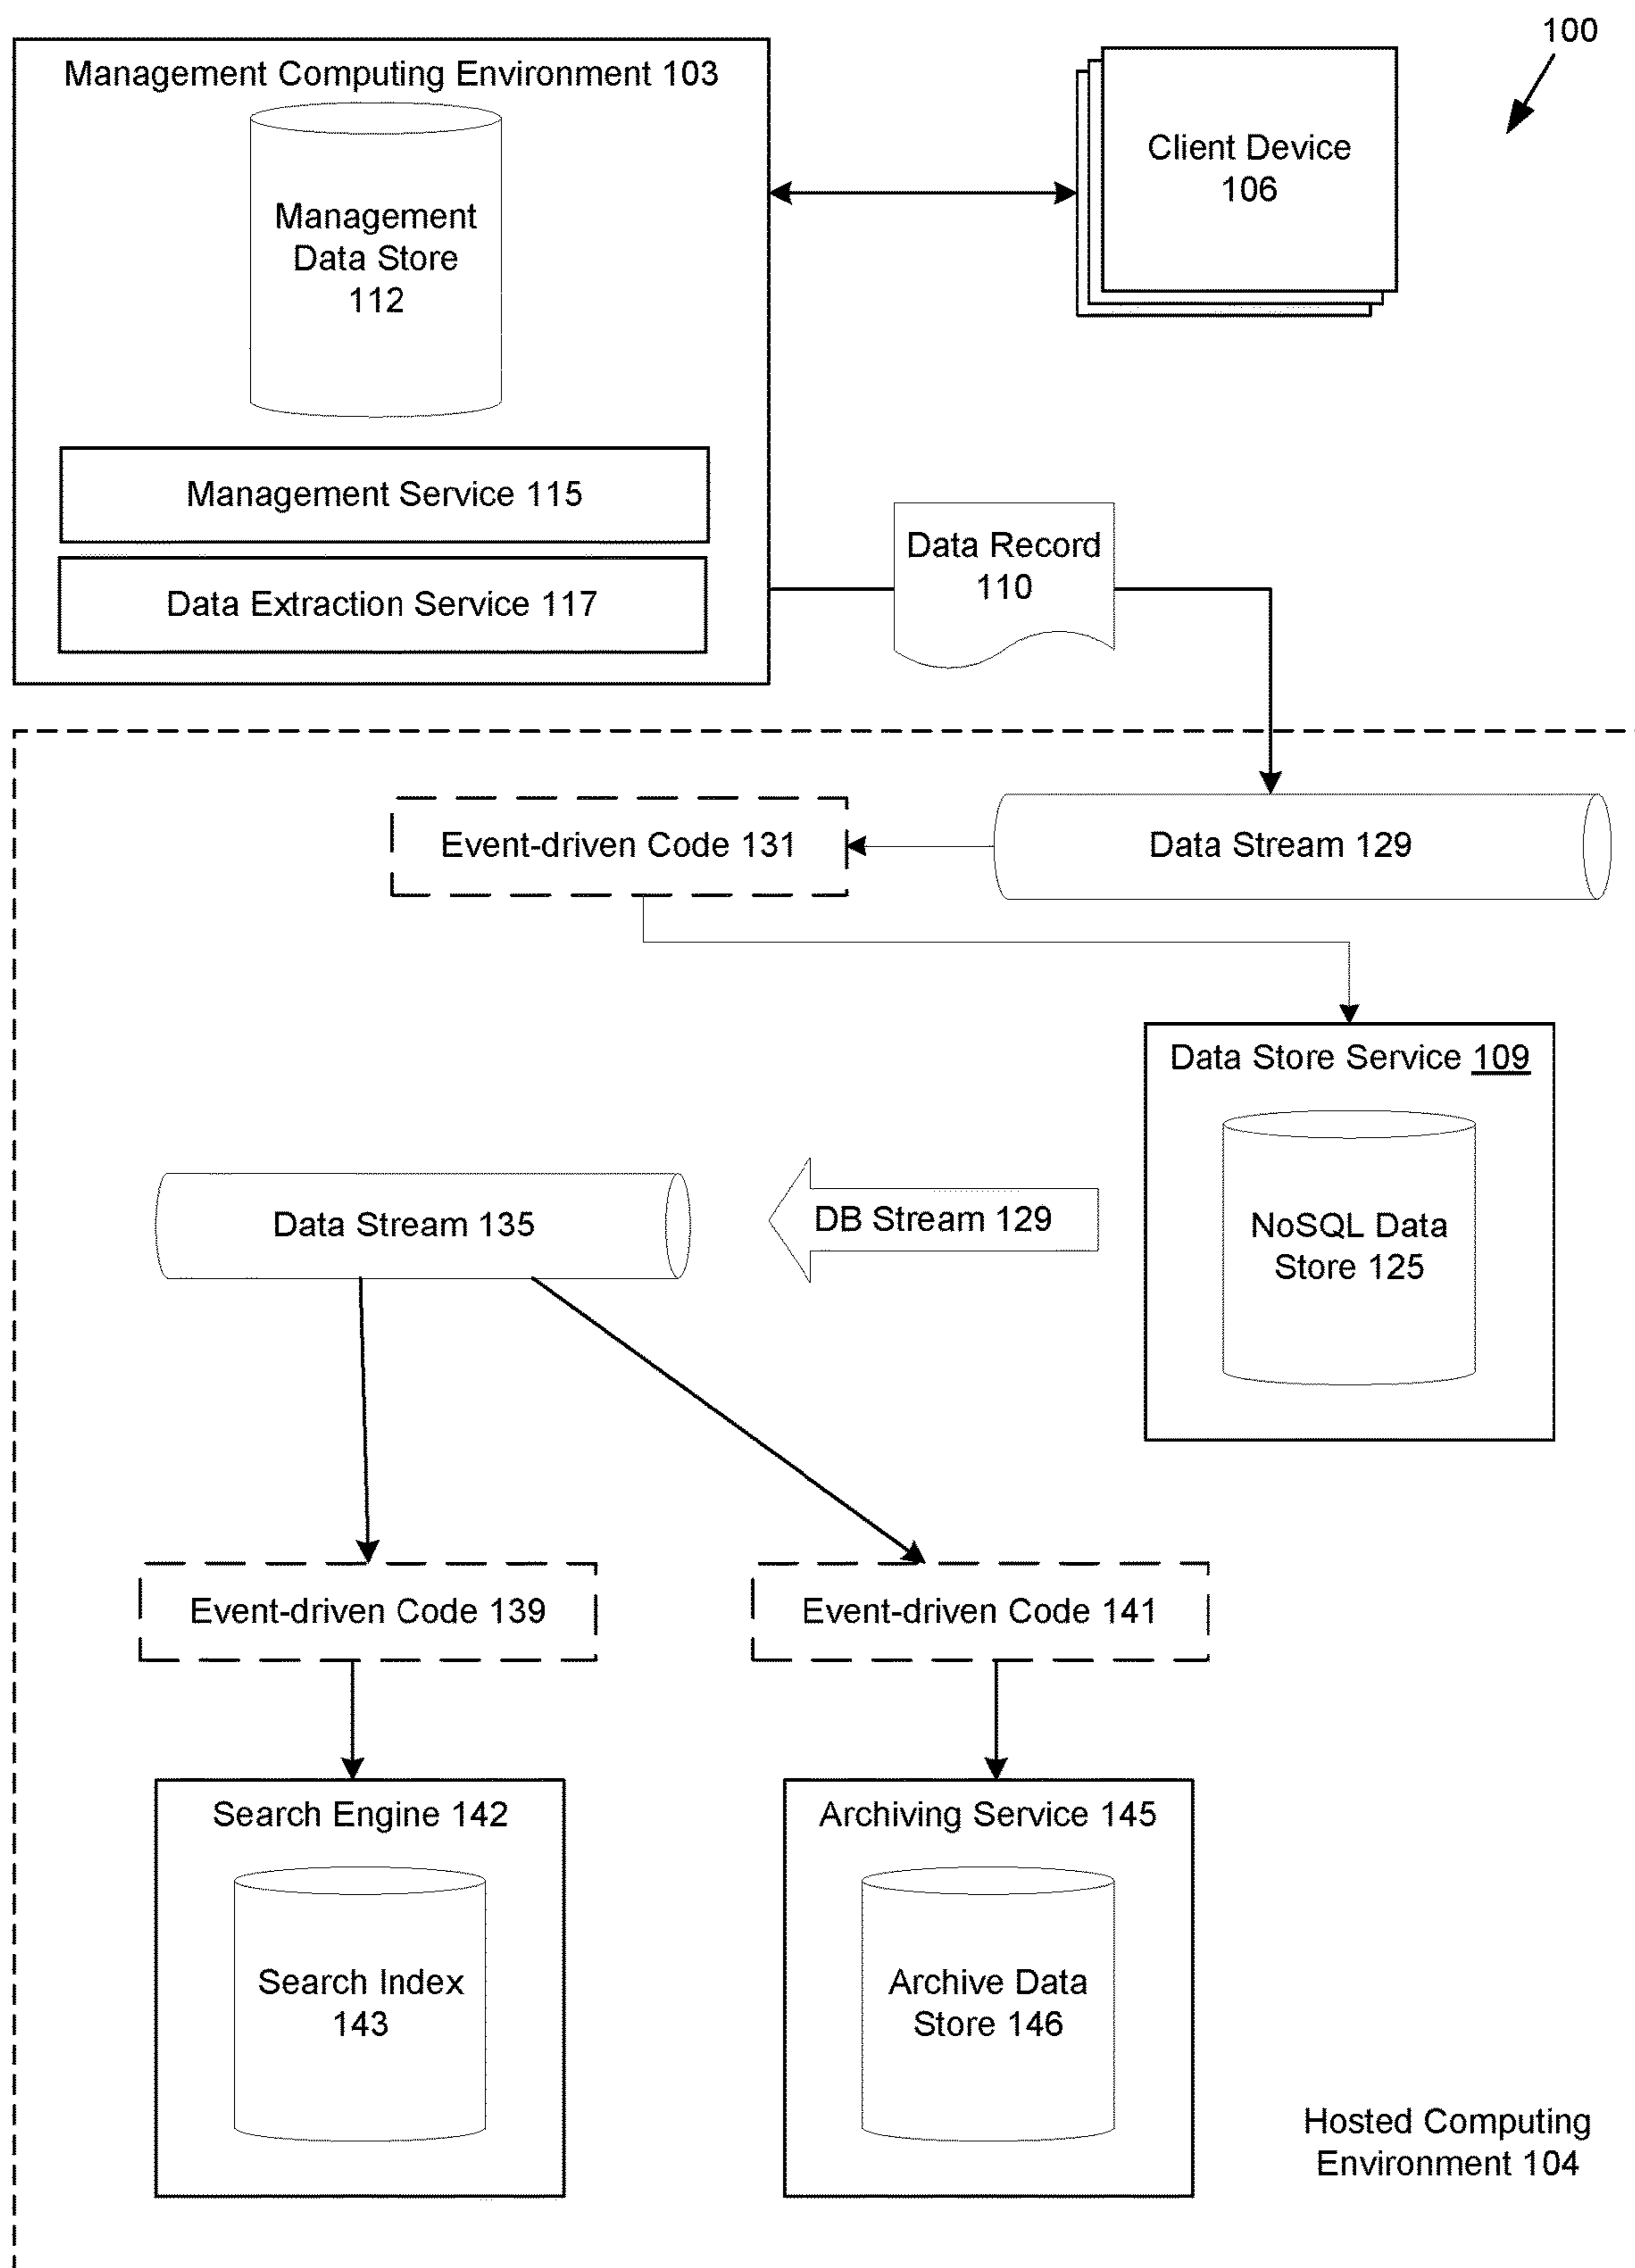 100
Management Computing Environment 103
Client Device
106
Management
Data Store
112
Management Service 115
Data Record
110
Data Extraction Service 117
Event-driven Code 131
Data Stream 129
Data Store Service 109
Data Stream 135
DB Stream 129
NoSQL Data
Store 125
Event-driven Code 139
Event-driven Code 141
Search Engine 142
Archiving Service 145
Search Index
143
Archive Data
Store 146
Hosted Computing
Environment 104